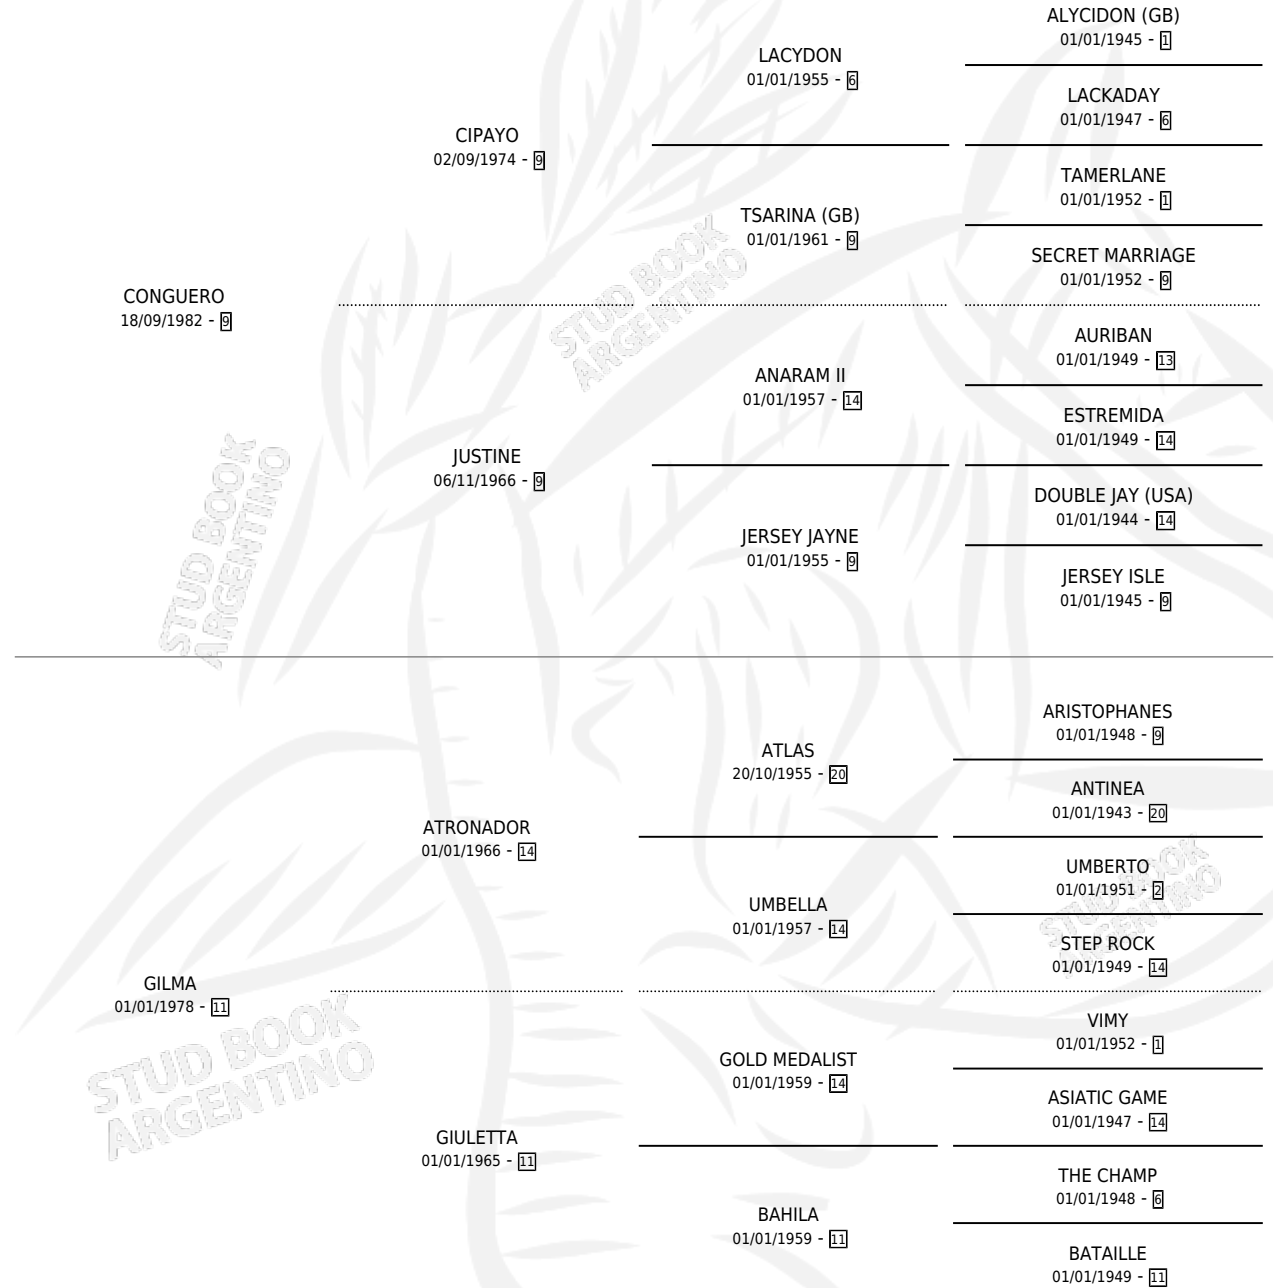 ALYCIDON (GB)
01/01/1945 - 1
LACYDON
01/01/1955 - 6
LACKADAY
01/01/1947 - 6
CIPAYO
02/09/1974 - 9
TAMERLANE
01/01/1952 - 1
TSARINA (GB)
01/01/1961 - 9
SECRET MARRIAGE
01/01/1952 - 9
CONGUERO
18/09/1982 - 9
STUD BOOK
ARGENTINO
AURIBAN
01/01/1949 - 13
ANARAM II
01/01/1957 - 14
ESTREMIDA
01/01/1949 - 14
JUSTINE
06/11/1966 - 9
DOUBLE JAY (USA)
01/01/1944 - 14
JERSEY JAYNE
01/01/1955 - 9
JERSEY ISLE
01/01/1945 - 9
STUD BOOK
ARGENTINO
ARISTOPHANES
01/01/1948 - 9
ATLAS
20/10/1955 - 20
ANTINEA
01/01/1943 - 20
ATRONADOR
01/01/1966 - 14
UMBERTO
01/01/1951 - 2
UMBELLA
01/01/1957 - 14
STUD BOOK
ARGENTINO
STEP ROCK
01/01/1949 - 14
GILMA
01/01/1978 - 11
VIMY
01/01/1952 - 1
GOLD MEDALIST
01/01/1959 - 14
ASIATIC GAME
01/01/1947 - 14
STUD BOOK
ARGENTINO
GIULETTA
01/01/1965 - 11
THE CHAMP
01/01/1948 - 6
BAHILA
01/01/1959 - 11
BATAILLE
01/01/1949 - 11